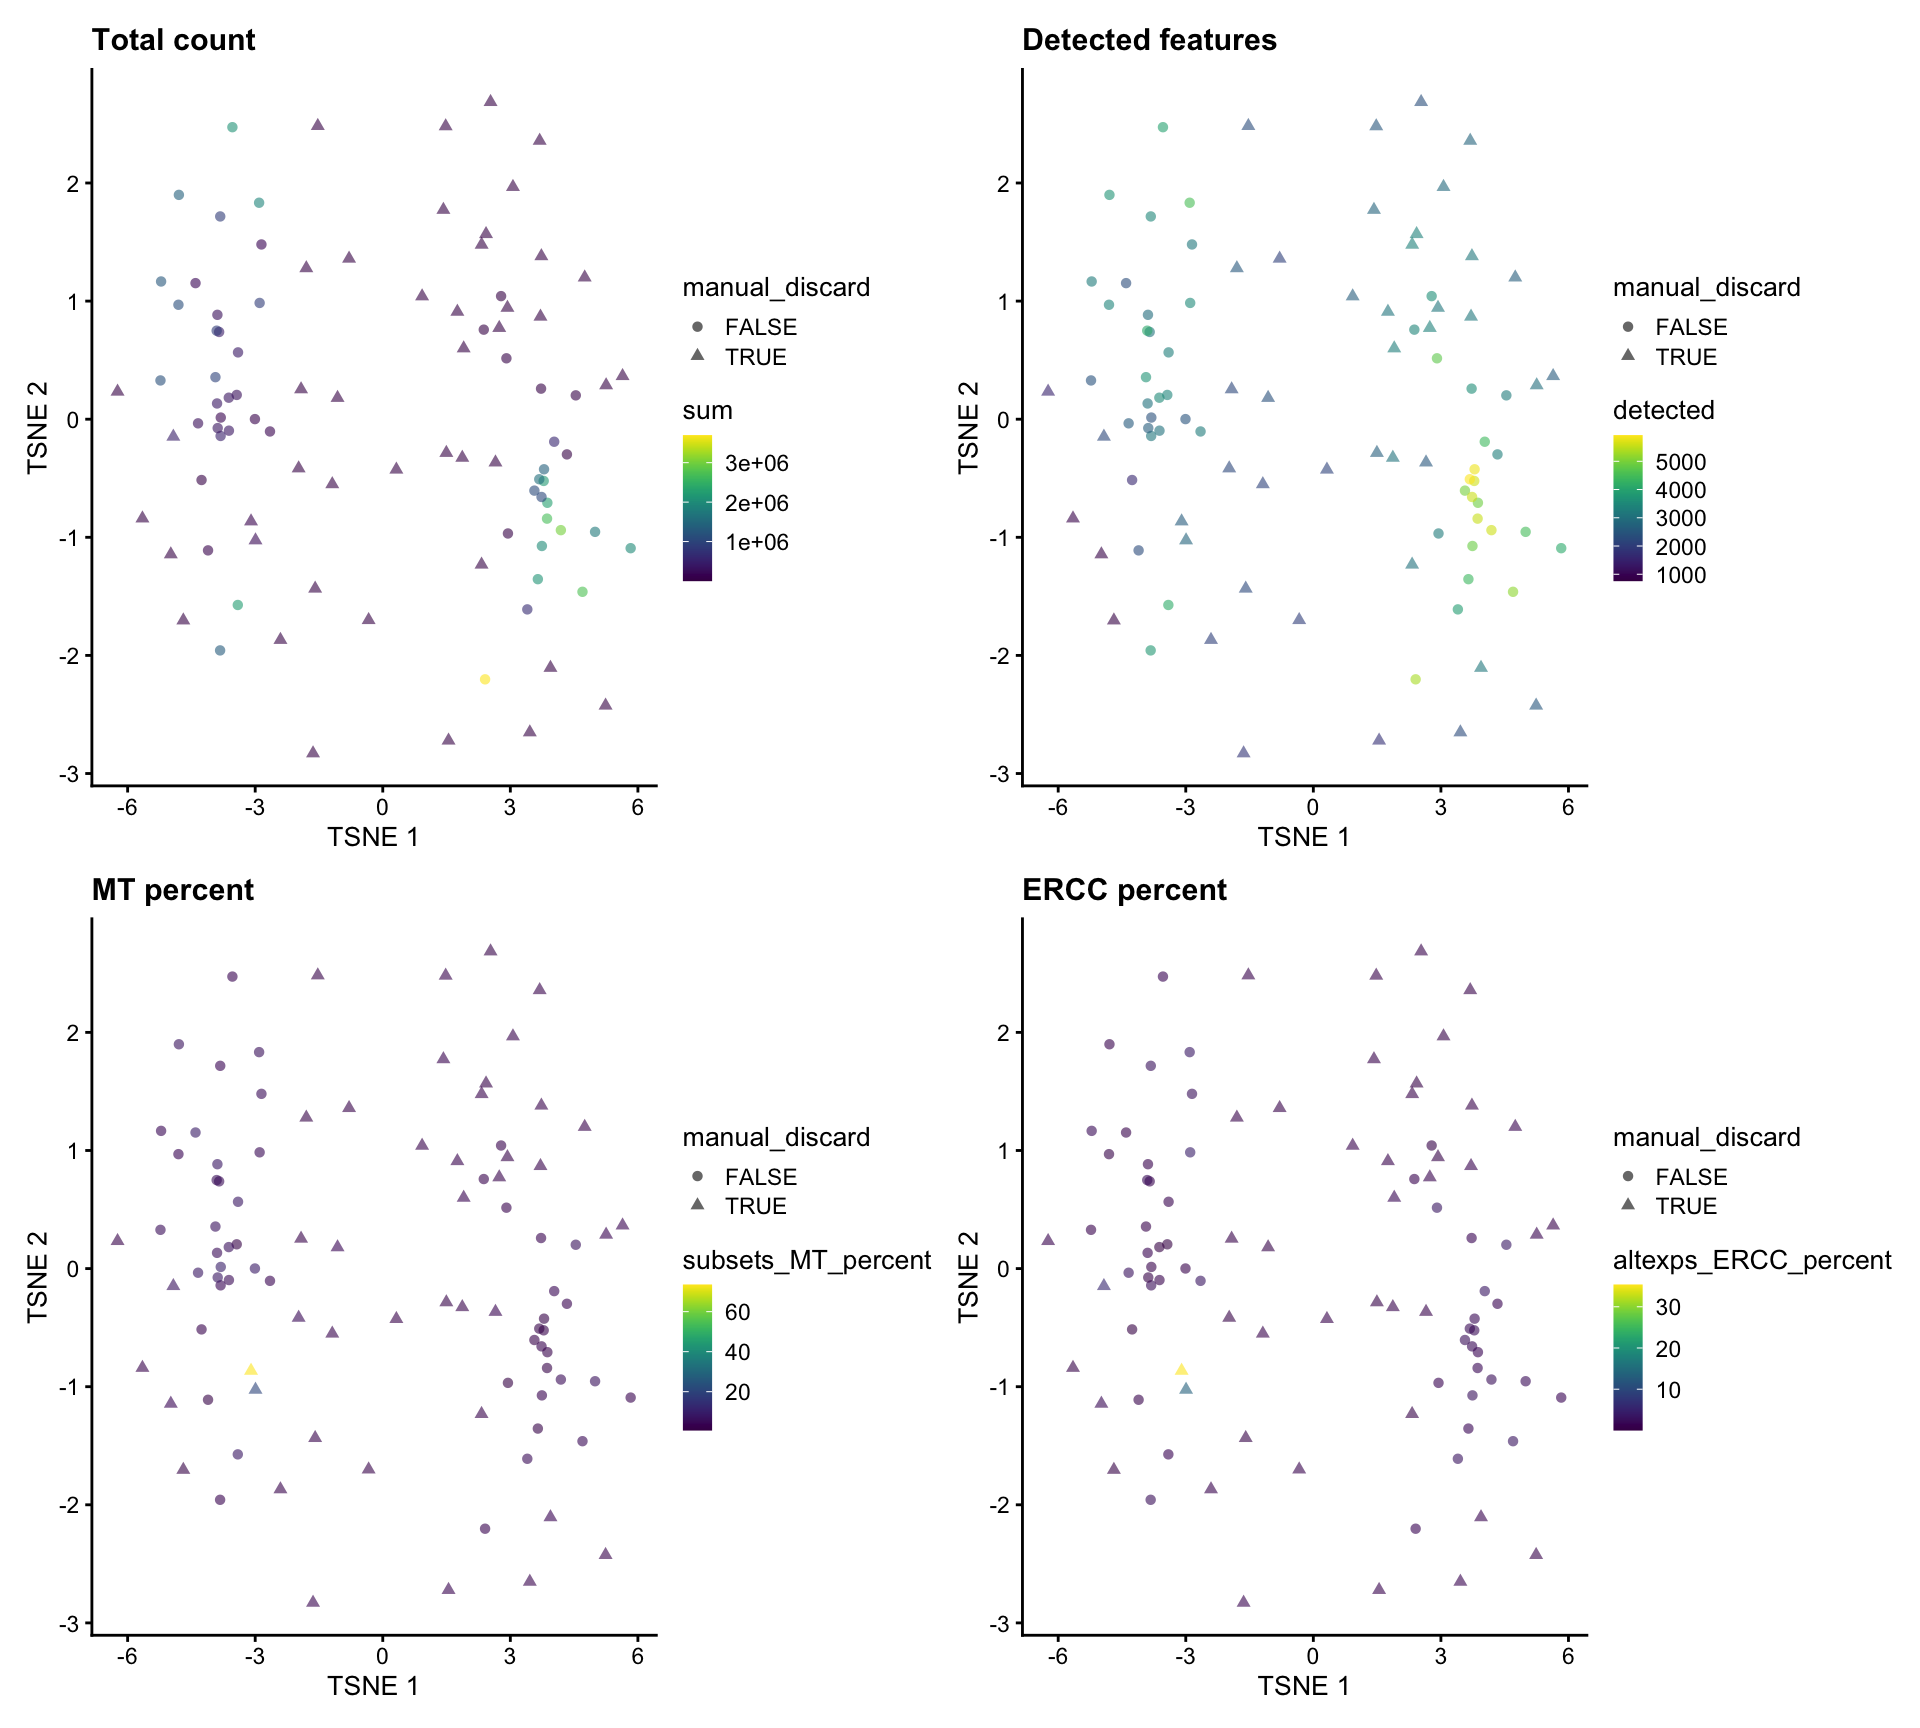 Total count
TSNE 2
2
1
0
-1
-2
-3
-6
-3
0
3
6
TSNE 1
manual_discard
FALSE
TRUE
sum
3e+06
2e+06
1e+06
Detected features
TSNE 2
2
1
0
-1
-2
-3
-6
-3
0
3
6
TSNE 1
manual_discard
FALSE
TRUE
detected
5000
4000
3000
2000
1000
MT percent
TSNE 2
2
1
0
-1
-2
-3
-6
-3
0
3
6
TSNE 1
manual_discard
FALSE
TRUE
subsets_MT_percent
60
40
20
ERCC percent
TSNE 2
2
1
0
-1
-2
-3
-6
-3
0
3
6
TSNE 1
manual_discard
FALSE
TRUE
altexps_ERCC_percent
30
20
10